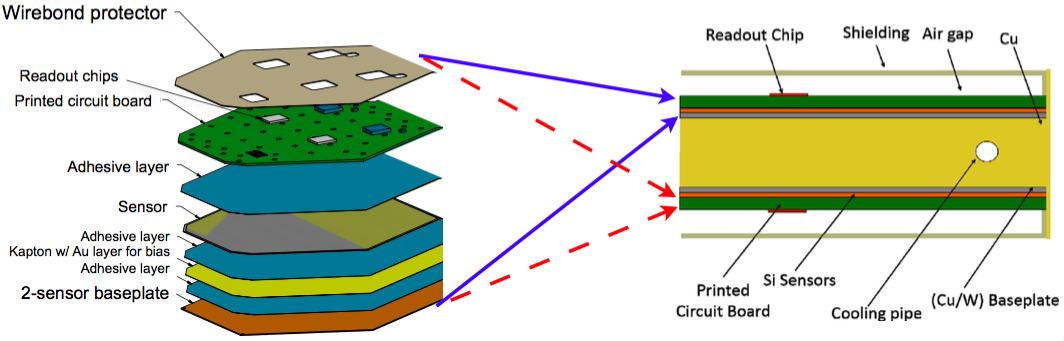 Wirebond protector
Readout chips
Printed circuit board
Adhesive layer
Sensor
Adhesive layer
Kapton w/ Au layer for bias
Adhesive layer
2-sensor baseplate
Readout Chip
Shielding
Air gap
Cu
Printed
Circuit Board
Si Sensors
Cooling pipe
(Cu/W) Baseplate